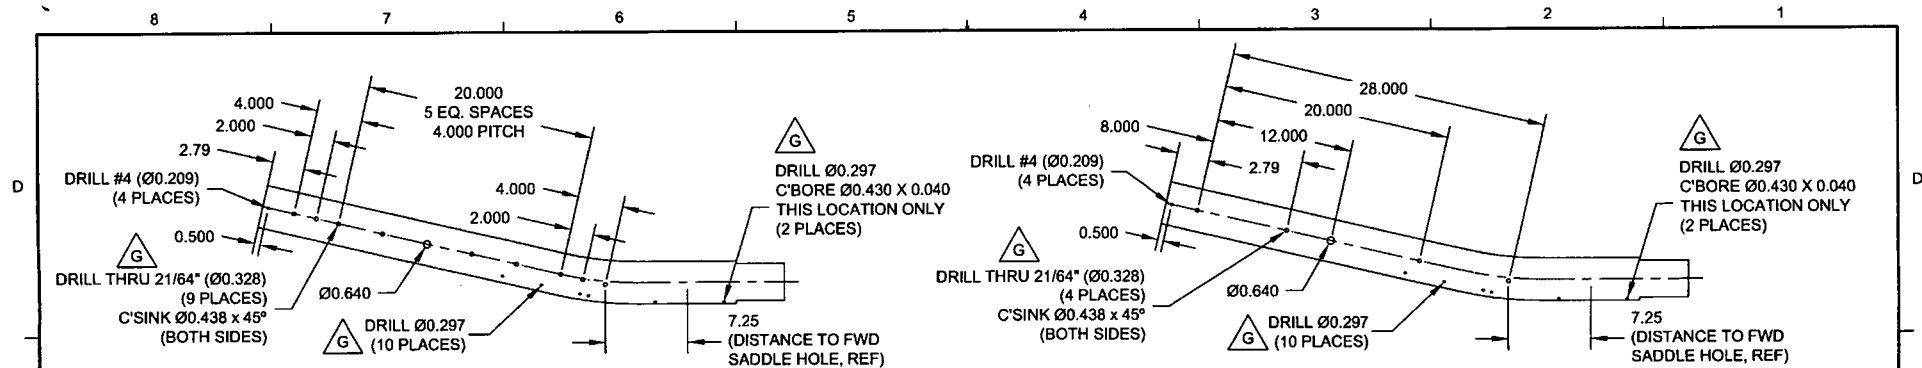 8 7 6 5 4 3 2 1
D
20.000
5 EQ. SPACES
4.000 PITCH
4.000
2.000
2.79
DRILL #4 (Ø0.209)
(4 PLACES)
0.500
G
DRILL THRU 21/64" (Ø0.328)
(9 PLACES)
C'SINK Ø0.438 x 45°
(BOTH SIDES)
Ø0.640
4.000
2.000
G
DRILL Ø0.297
(10 PLACES)
G
DRILL Ø0.297
C'BORE Ø0.430 X 0.040
THIS LOCATION ONLY
(2 PLACES)
7.25
(DISTANCE TO FWD
SADDLE HOLE, REF)
28.000
20.000
12.000
8.000
2.79
DRILL #4 (Ø0.209)
(4 PLACES)
0.500
G
DRILL THRU 21/64" (Ø0.328)
(4 PLACES)
C'SINK Ø0.438 x 45°
(BOTH SIDES)
Ø0.640
G
DRILL Ø0.297
(10 PLACES)
G
DRILL Ø0.297
C'BORE Ø0.430 X 0.040
THIS LOCATION ONLY
(2 PLACES)
7.25
(DISTANCE TO FWD
SADDLE HOLE, REF)
D